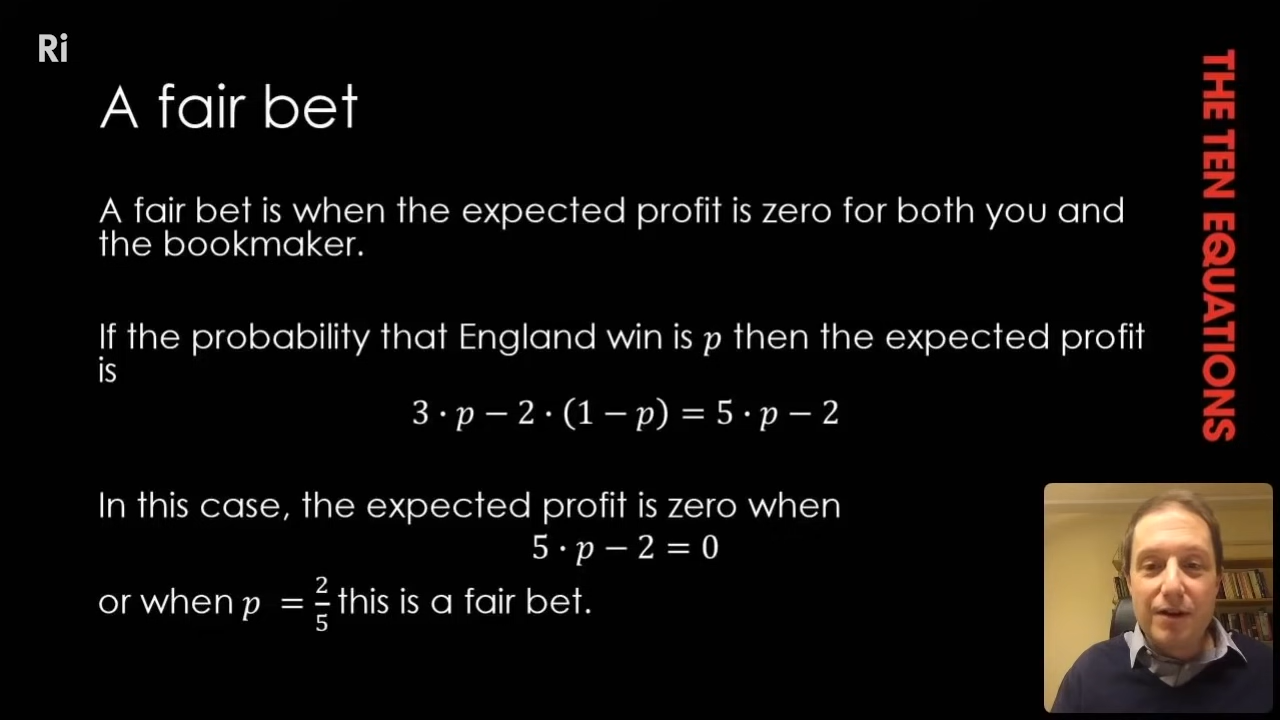 Ri
A fair bet
A fair bet is when the expected profit is zero for both you and
the bookmaker.
If the probability that England win is p then the expected profit
is
3 · p − 2 · (1 − p) = 5 · p − 2
In this case, the expected profit is zero when
5 · p − 2 = 0
or when p = 2/5 this is a fair bet.
THE TEN EQUATIONS